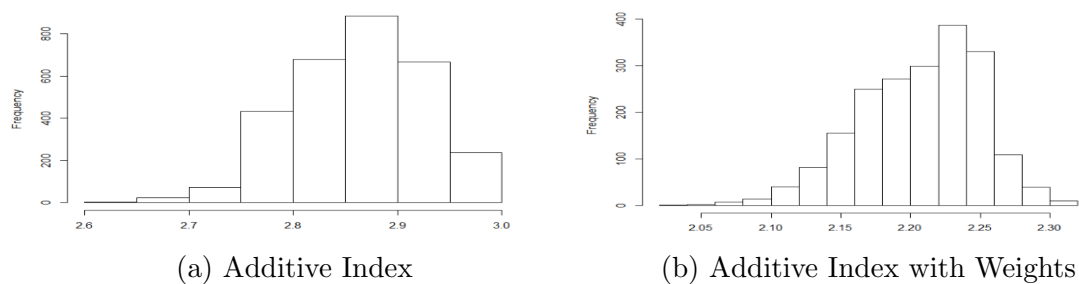 Frequency
0 200 400 600 800
2.6 2.7 2.8 2.9 3.0
(a) Additive Index
Frequency
0 100 200 300 400
2.05 2.10 2.15 2.20 2.25 2.30
(b) Additive Index with Weights